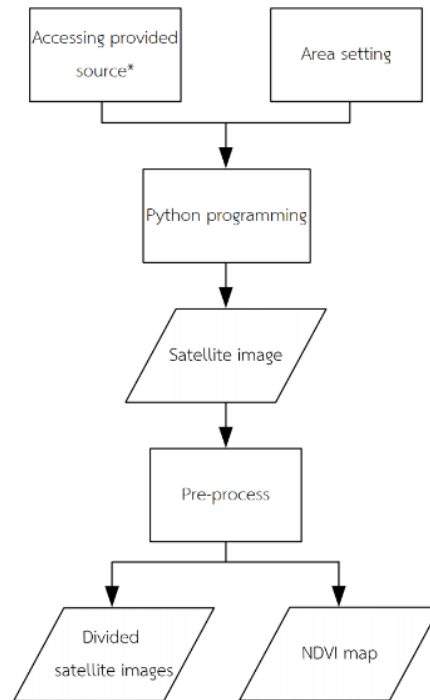 Accessing provided
source*
Area setting
Python programming
Satellite image
Pre-process
Divided
satellite images
NDVI map